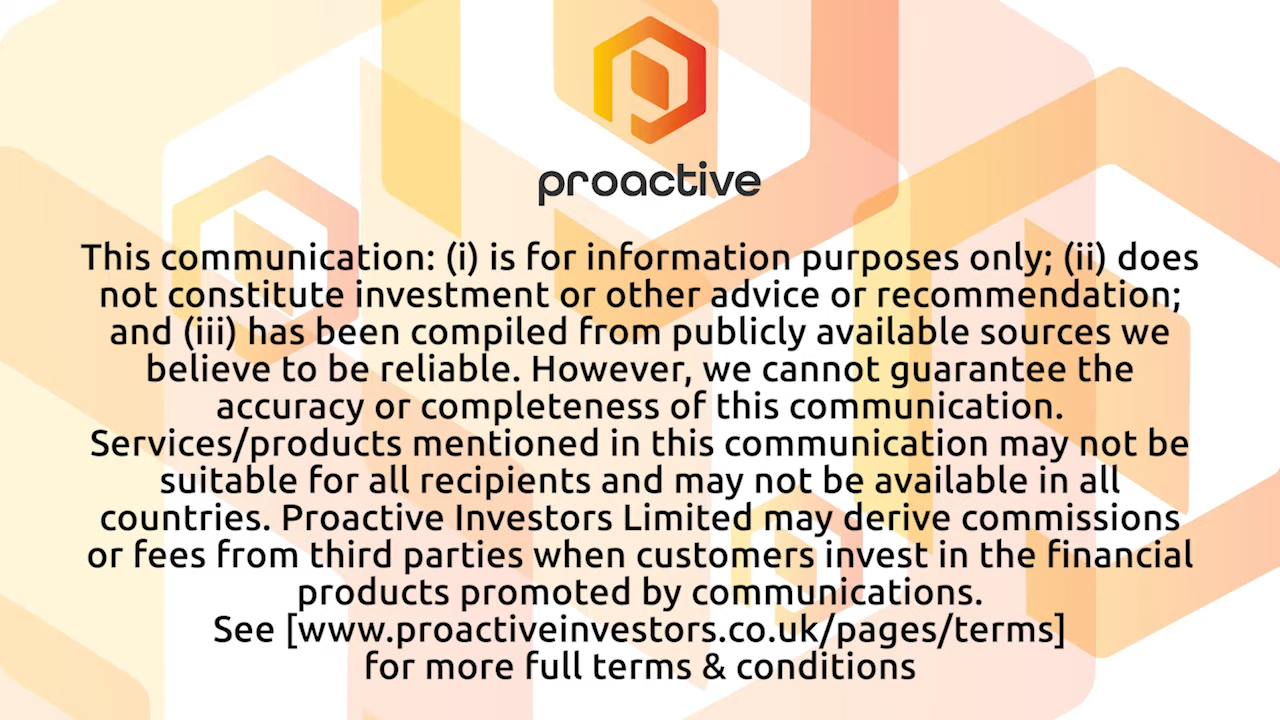 proactive
This communication: (i) is for information purposes only; (ii) does
not constitute investment or other advice or recommendation;
and (iii) has been compiled from publicly available sources we
believe to be reliable. However, we cannot guarantee the
accuracy or completeness of this communication.
Services/products mentioned in this communication may not be
suitable for all recipients and may not be available in all
countries. Proactive Investors Limited may derive commissions
or fees from third parties when customers invest in the financial
products promoted by communications.
See [www.proactiveinvestors.co.uk/pages/terms]
for more full terms & conditions